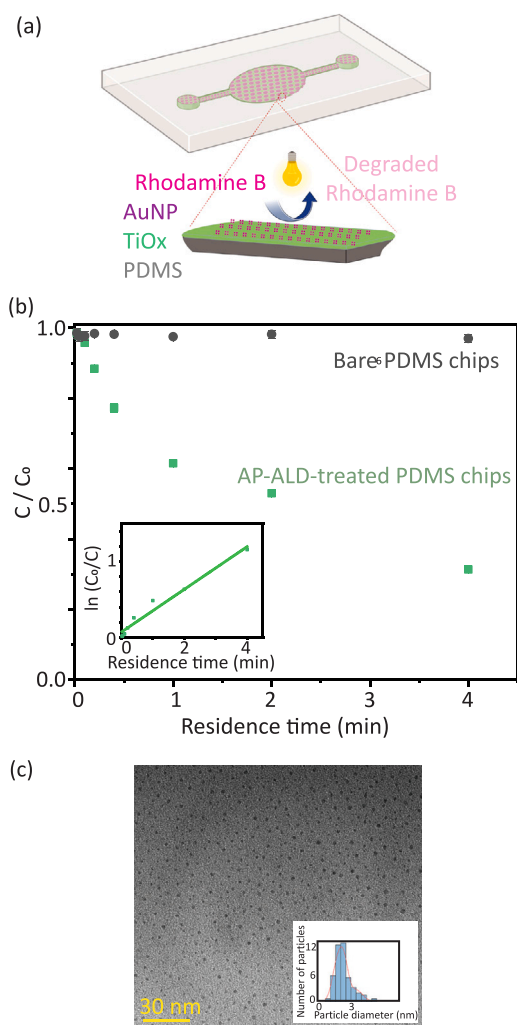 (a)
Rhodamine B
Degraded
Rhodamine B
AuNP
TiOx
PDMS
(b)
1.0
0.5
0.0
C / C₀
Bare 6 PDMS chips
AP-ALD-treated PDMS chips
ln (C₀/C)
1
0
0 2 4
Residence time (min)
0 1 2 3 4
Residence time (min)
(c)
30 nm
Number of particles
12
6
0
0 3
Particle diameter (nm)